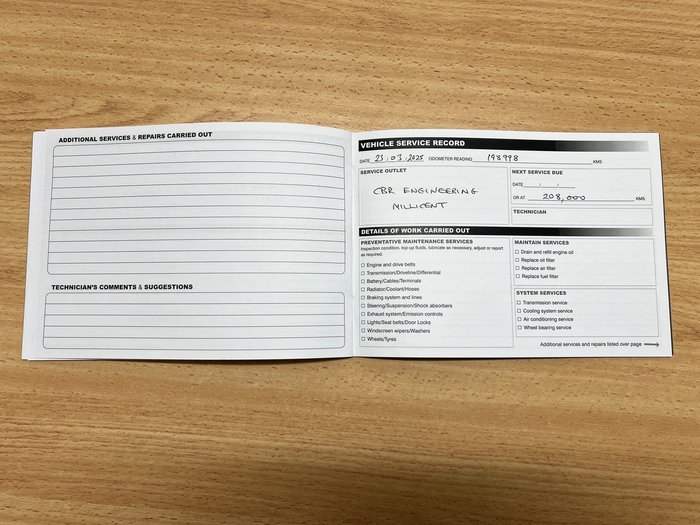 ADDITIONAL SERVICES & REPAIRS CARRIED OUT
TECHNICIAN'S COMMENTS & SUGGESTIONS
VEHICLE SERVICE RECORD
DATE 23 / 03 / 2025 ODOMETER READING 198998 KMS
SERVICE OUTLET
CBR ENGINEERING
MILLICENT
NEXT SERVICE DUE
DATE / /
OR AT 208,000 KMS
TECHNICIAN
DETAILS OF WORK CARRIED OUT
PREVENTATIVE MAINTENANCE SERVICES
Inspection condition, top-up fluids, lubricate as necessary, adjust or report
as necessary.
Engine and drive belts
Transmission/Driveline/Differential
Battery/Cables/Terminals
Radiator/Coolant/Hoses
Braking system and lines
Steering/Suspension/Shock absorbers
Exhaust system/Emission controls
Lights/Seat belts/Door Locks
Windscreen wipers/Washers
Wheels/Tyres
MAINTAIN SERVICES
Drain and refill engine oil
Replace oil filter
Replace air filter
Replace fuel filter
SYSTEM SERVICES
Transmission service
Cooling system service
Air conditioning service
Wheel bearing service
Additional services and repairs listed over page